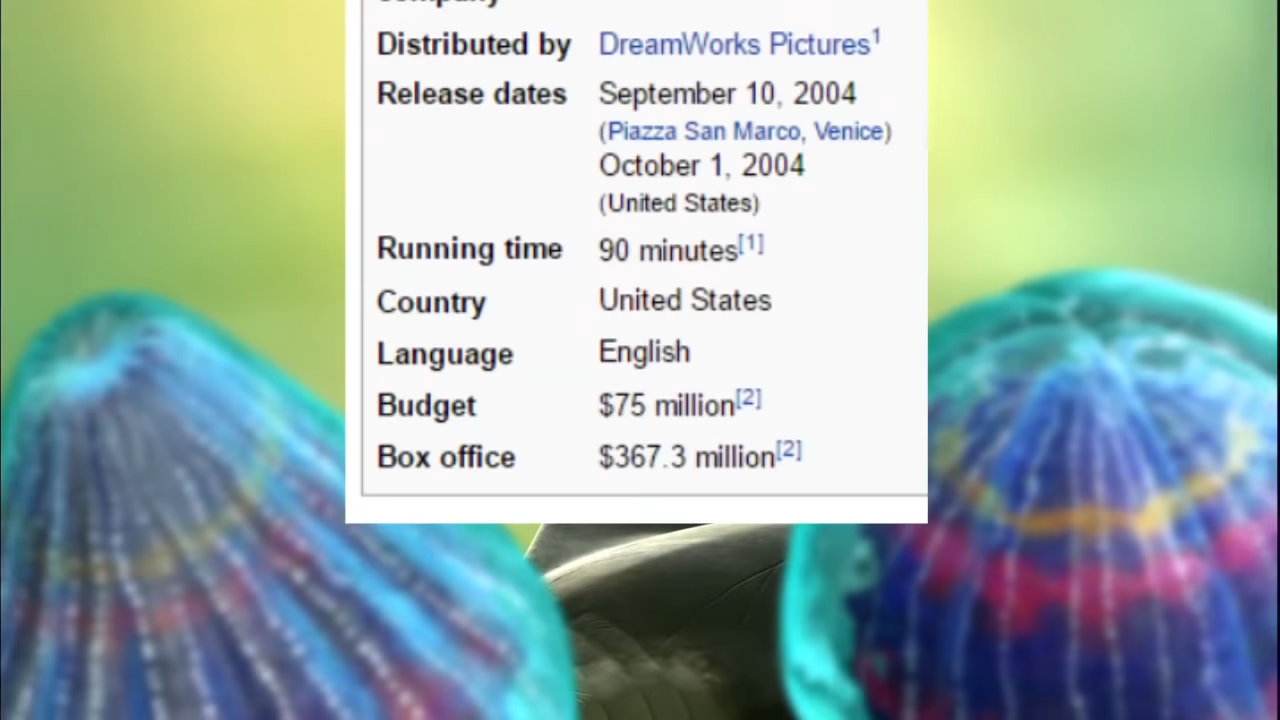 company
Distributed by DreamWorks Pictures1
Release dates September 10, 2004
(Piazza San Marco, Venice)
October 1, 2004
(United States)
Running time 90 minutes[1]
Country United States
Language English
Budget $75 million[2]
Box office $367.3 million[2]